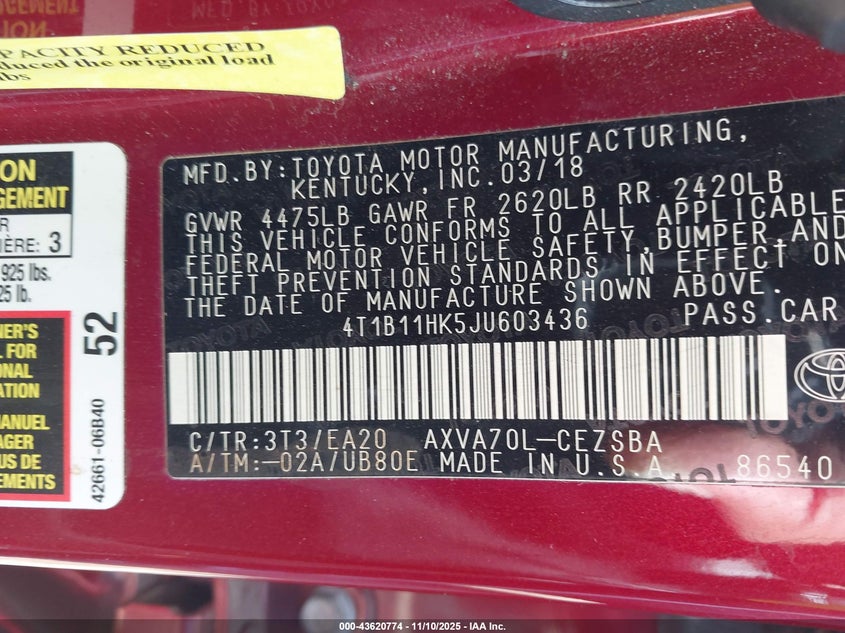 PACITY REDUCED
duced the original load
lbs
ION
AGEMENT
IÈRE: 3
925 lbs.
25 lb.
NER'S
L FOR
IONAL
ATION
MANUEL
AGER
US DE
EMENTS
52
42661-06B40
MFD.BY:TOYOTA MOTOR MANUFACTURING,
KENTUCKY,INC.03/18
GVWR 4475LB GAWR FR 2620LB RR 2420LB
THIS VEHICLE CONFORMS TO ALL APPLICABLE
FEDERAL MOTOR VEHICLE SAFETY,BUMPER,AND
THEFT PREVENTION STANDARDS IN EFFECT ON
THE DATE OF MANUFACTURE SHOWN ABOVE.
4T1B11HK5JU603436 PASS.CAR
C/TR:3T3/EA20 AXVA70L-CEZSBA
A/TM:-02A/UB80E MADE IN U.S.A. 86540
000-43620774 — 11/10/2025 — IAA Inc.